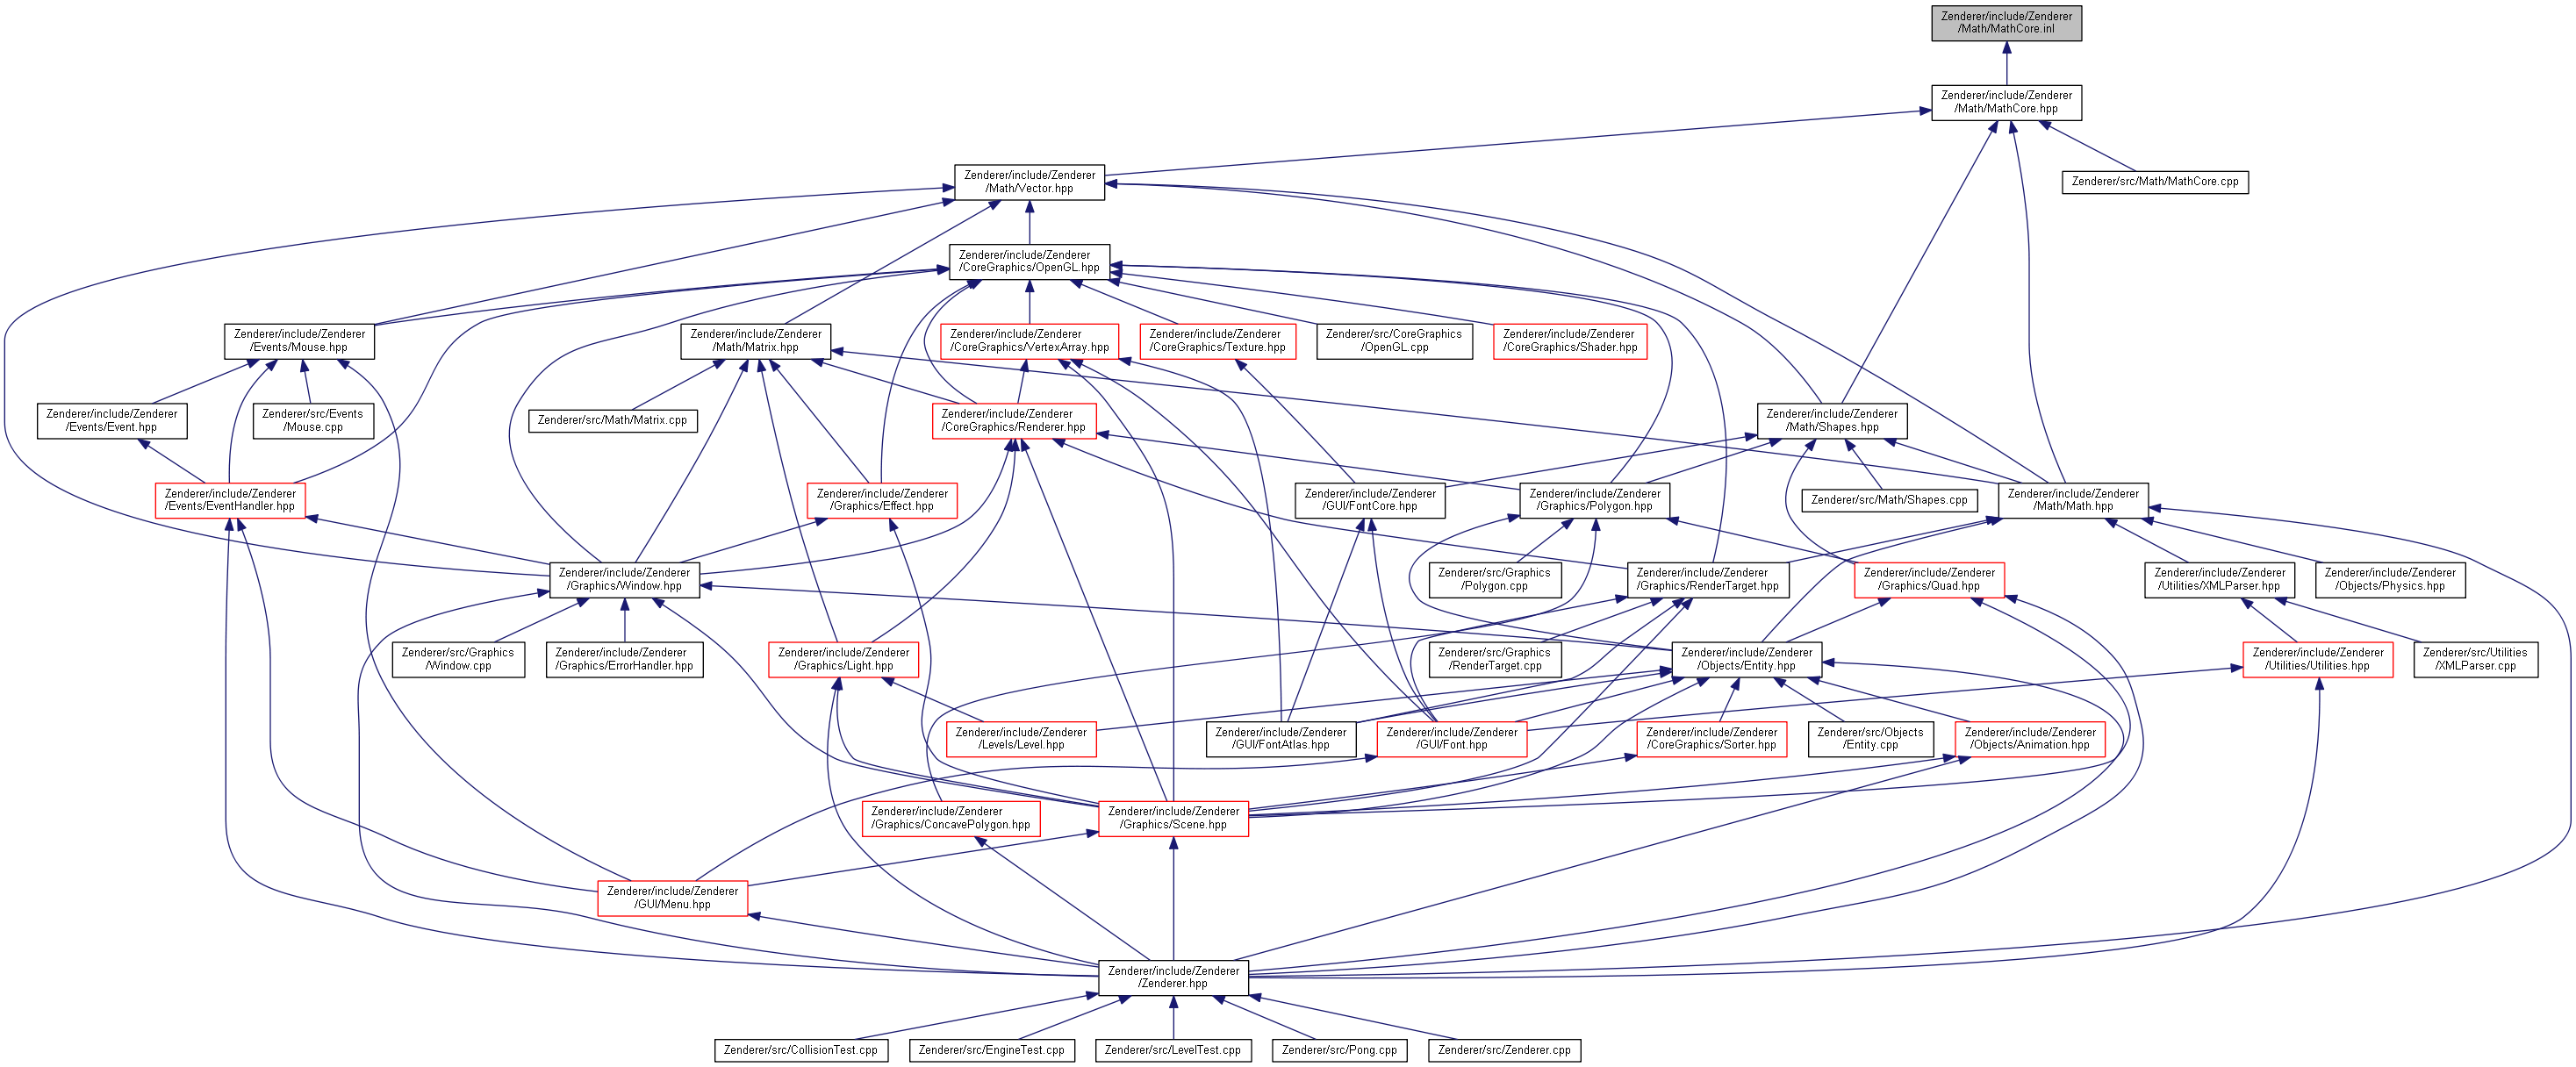 Zenderer/include/Zenderer
/Math/MathCore.inl
Zenderer/include/Zenderer
/Math/MathCore.hpp
Zenderer/include/Zenderer
/Math/Vector.hpp
Zenderer/src/Math/MathCore.cpp
Zenderer/include/Zenderer
/CoreGraphics/OpenGL.hpp
Zenderer/include/Zenderer
/Events/Mouse.hpp
Zenderer/include/Zenderer
/Math/Matrix.hpp
Zenderer/include/Zenderer
/CoreGraphics/VertexArray.hpp
Zenderer/include/Zenderer
/CoreGraphics/Texture.hpp
Zenderer/src/CoreGraphics
/OpenGL.cpp
Zenderer/include/Zenderer
/CoreGraphics/Shader.hpp
Zenderer/include/Zenderer
/Events/Event.hpp
Zenderer/src/Events
/Mouse.cpp
Zenderer/src/Math/Matrix.cpp
Zenderer/include/Zenderer
/CoreGraphics/Renderer.hpp
Zenderer/include/Zenderer
/Math/Shapes.hpp
Zenderer/include/Zenderer
/Events/EventHandler.hpp
Zenderer/include/Zenderer
/Graphics/Effect.hpp
Zenderer/include/Zenderer
/GUI/FontCore.hpp
Zenderer/include/Zenderer
/Graphics/Polygon.hpp
Zenderer/src/Math/Shapes.cpp
Zenderer/include/Zenderer
/Math/Math.hpp
Zenderer/include/Zenderer
/Graphics/Window.hpp
Zenderer/src/Graphics
/Polygon.cpp
Zenderer/include/Zenderer
/Graphics/RenderTarget.hpp
Zenderer/include/Zenderer
/Graphics/Quad.hpp
Zenderer/include/Zenderer
/Utilities/XMLParser.hpp
Zenderer/include/Zenderer
/Objects/Physics.hpp
Zenderer/src/Graphics
/Window.cpp
Zenderer/include/Zenderer
/Graphics/ErrorHandler.hpp
Zenderer/include/Zenderer
/Graphics/Light.hpp
Zenderer/src/Graphics
/RenderTarget.cpp
Zenderer/include/Zenderer
/Objects/Entity.hpp
Zenderer/include/Zenderer
/Utilities/Utilities.hpp
Zenderer/src/Utilities
/XMLParser.cpp
Zenderer/include/Zenderer
/Levels/Level.hpp
Zenderer/include/Zenderer
/GUI/FontAtlas.hpp
Zenderer/include/Zenderer
/GUI/Font.hpp
Zenderer/include/Zenderer
/CoreGraphics/Sorter.hpp
Zenderer/src/Objects
/Entity.cpp
Zenderer/include/Zenderer
/Objects/Animation.hpp
Zenderer/include/Zenderer
/Graphics/ConcavePolygon.hpp
Zenderer/include/Zenderer
/Graphics/Scene.hpp
Zenderer/include/Zenderer
/GUI/Menu.hpp
Zenderer/include/Zenderer
/Zenderer.hpp
Zenderer/src/CollisionTest.cpp
Zenderer/src/EngineTest.cpp
Zenderer/src/LevelTest.cpp
Zenderer/src/Pong.cpp
Zenderer/src/Zenderer.cpp